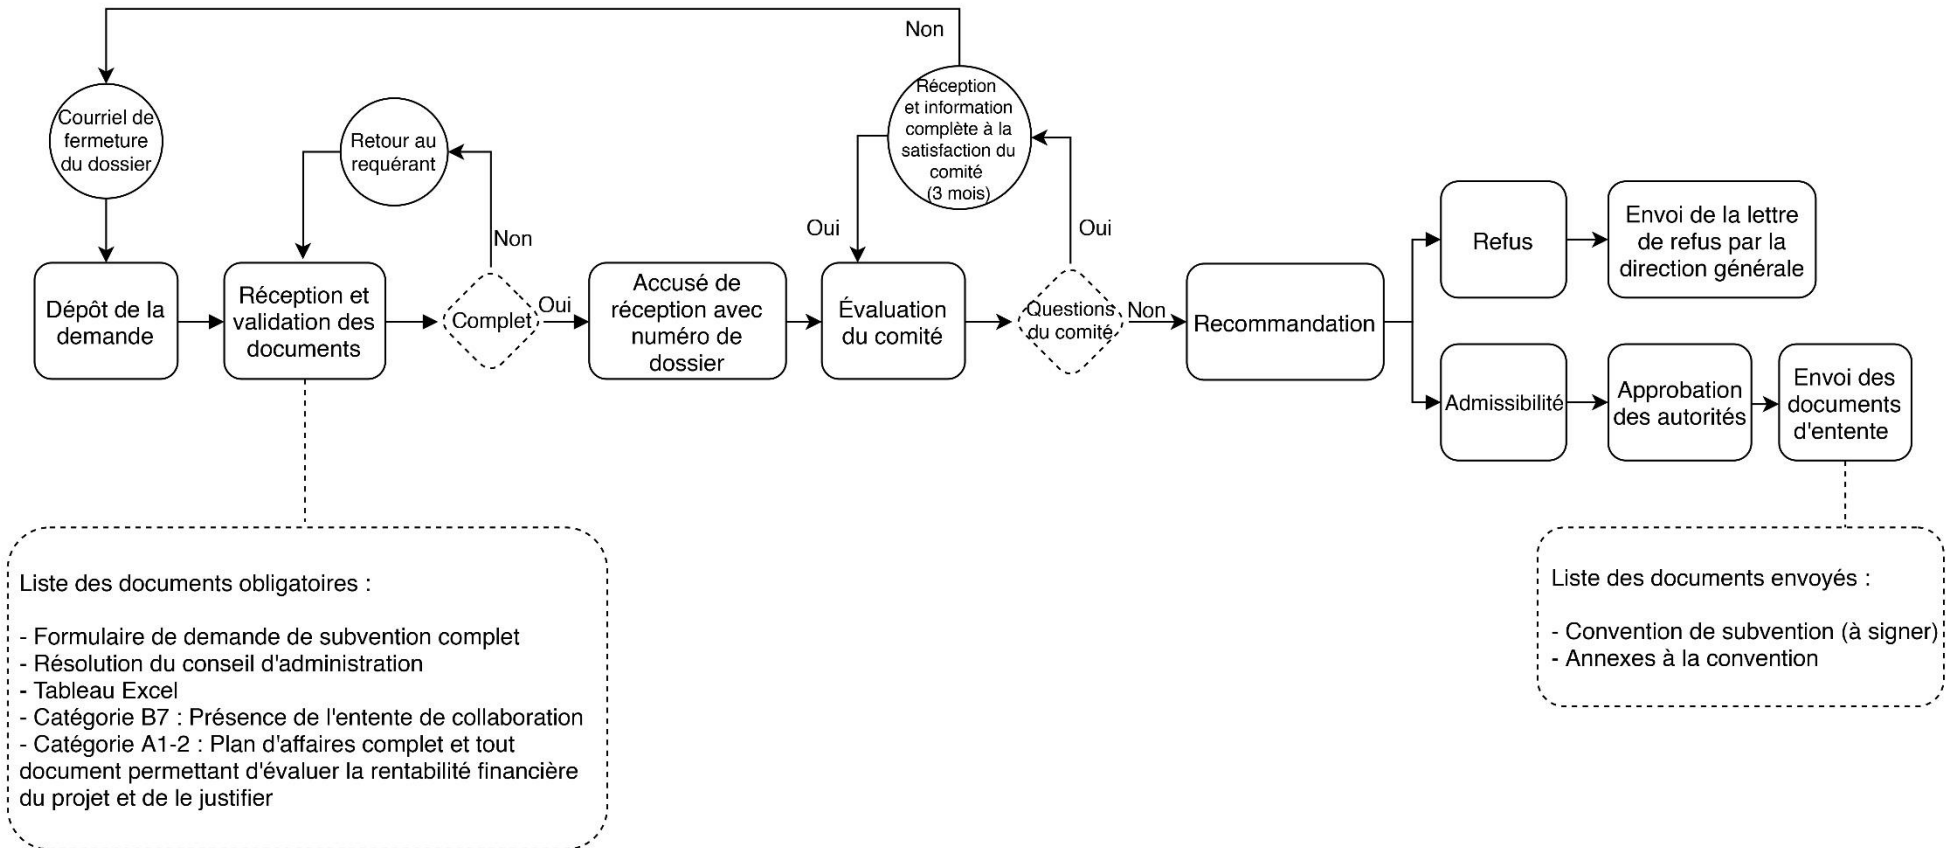 Non
Courriel de
fermeture
du dossier
Retour au
requérant
Réception
et information
complète à la
satisfaction du
comité
(3 mois)
Non
Oui
Oui
Dépôt de la
demande
Réception et
validation des
documents
Complet
Oui
Accusé de
réception avec
numéro de
dossier
Évaluation
du comité
Questions
du comité
Non
Recommandation
Refus
Envoi de la lettre
de refus par la
direction générale
Admissibilité
Approbation
des autorités
Envoi des
documents
d'entente
Liste des documents obligatoires :
- Formulaire de demande de subvention complet
- Résolution du conseil d'administration
- Tableau Excel
- Catégorie B7 : Présence de l'entente de collaboration
- Catégorie A1-2 : Plan d'affaires complet et tout
document permettant d'évaluer la rentabilité financière
du projet et de le justifier
Liste des documents envoyés :
- Convention de subvention (à signer)
- Annexes à la convention